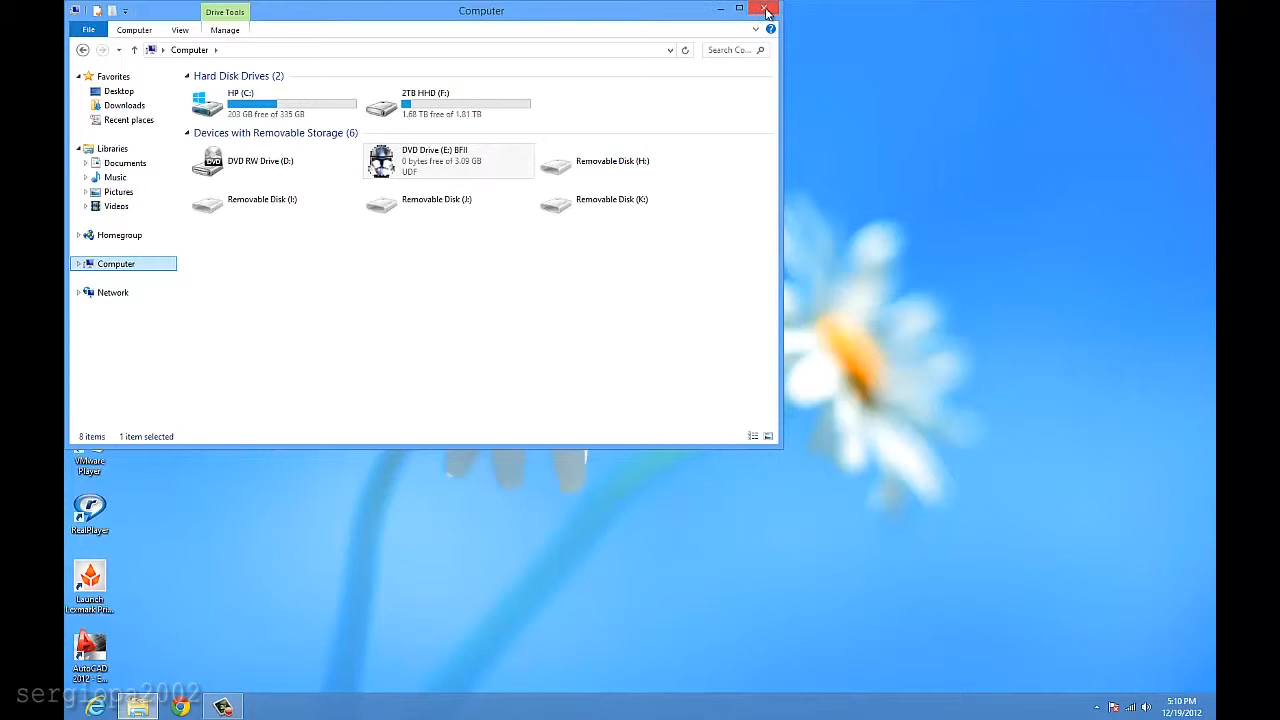 Drive Tools
Computer
File
Computer
View
Manage
Computer
Search Co...
Favorites
Desktop
Downloads
Recent places
Libraries
Documents
Music
Pictures
Videos
Homegroup
Computer
Network
Hard Disk Drives (2)
HP (C:)
203 GB free of 335 GB
2TB HHD (F:)
1.68 TB free of 1.81 TB
Devices with Removable Storage (6)
DVD
DVD RW Drive (D:)
DVD Drive (E:) BFII
0 bytes free of 3.09 GB
UDF
Removable Disk (H:)
Removable Disk (I:)
Removable Disk (J:)
Removable Disk (K:)
8 items
1 item selected
VMware
Player
RealPlayer
Launch
Lexmark Pri...
AutoCAD
2012 - E...
sergiopa2002
5:10 PM
12/19/2012